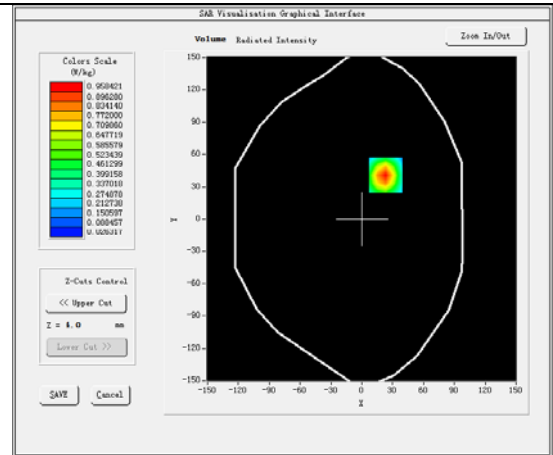 SAR Visualisation Graphical Interface
Volume Radiated Intensity
Zoom In/Out
Colors Scale
(W/kg)
0.958421
0.896280
0.834140
0.772000
0.709860
0.647719
0.585579
0.523439
0.461299
0.399158
0.337018
0.274878
0.212738
0.150597
0.088457
0.026317
Z-Cuts Control
<< Upper Cut
Z = 4.0 mm
Lower Cut >>
SAVE
Cancel
150
120
90
60
30
0
-30
-60
-90
-120
-150
Y
-150 -120 -90 -60 -30 0 30 60 90 120 150
X